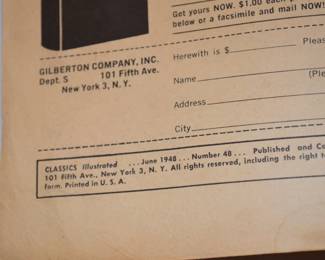 Get yours NOW. $1.00 each
below or a facsimile and mail NOW!
GILBERTON COMPANY, INC.
Dept. S 101 Fifth Ave.
New York 3, N. Y.
Herewith is $
Name
Address
City
CLASSICS Illustrated ... June 1948 ... Number 48 ... Published and
101 Fifth Ave., New York 3, N. Y. All rights reserved, including the right
form. Printed in U. S. A.